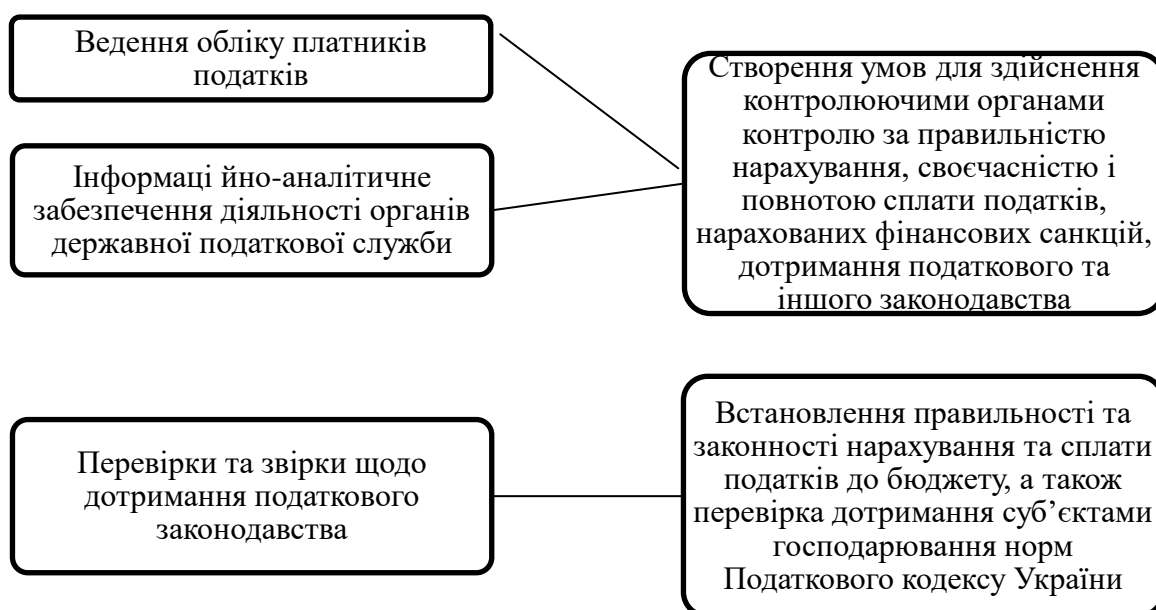 Ведення обліку платників
податків
Інформаці йно-аналітичне
забезпечення діяльності органів
державної податкової служби
Створення умов для здійснення
контролюючими органами
контролю за правильністю
нарахування, своєчасністю і
повнотою сплати податків,
нарахованих фінансових санкцій,
дотримання податкового та
іншого законодавства
Перевірки та звірки щодо
дотримання податкового
законодавства
Встановлення правильності та
законності нарахування та сплати
податків до бюджету, а також
перевірка дотримання суб’єктами
господарювання норм
Податкового кодексу України